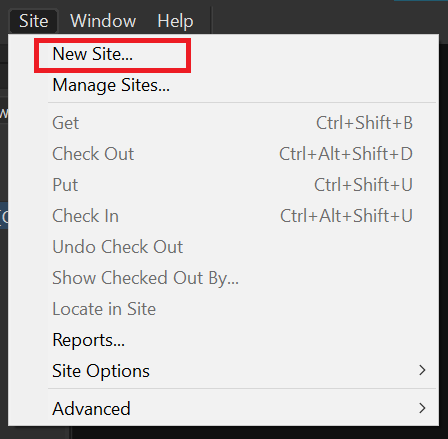 Site Window Help
New Site...
Manage Sites...
Get Ctrl+Shift+B
Check Out Ctrl+Alt+Shift+D
Put Ctrl+Shift+U
Check In Ctrl+Alt+Shift+U
Undo Check Out
Show Checked Out By...
Locate in Site
Reports...
Site Options
Advanced